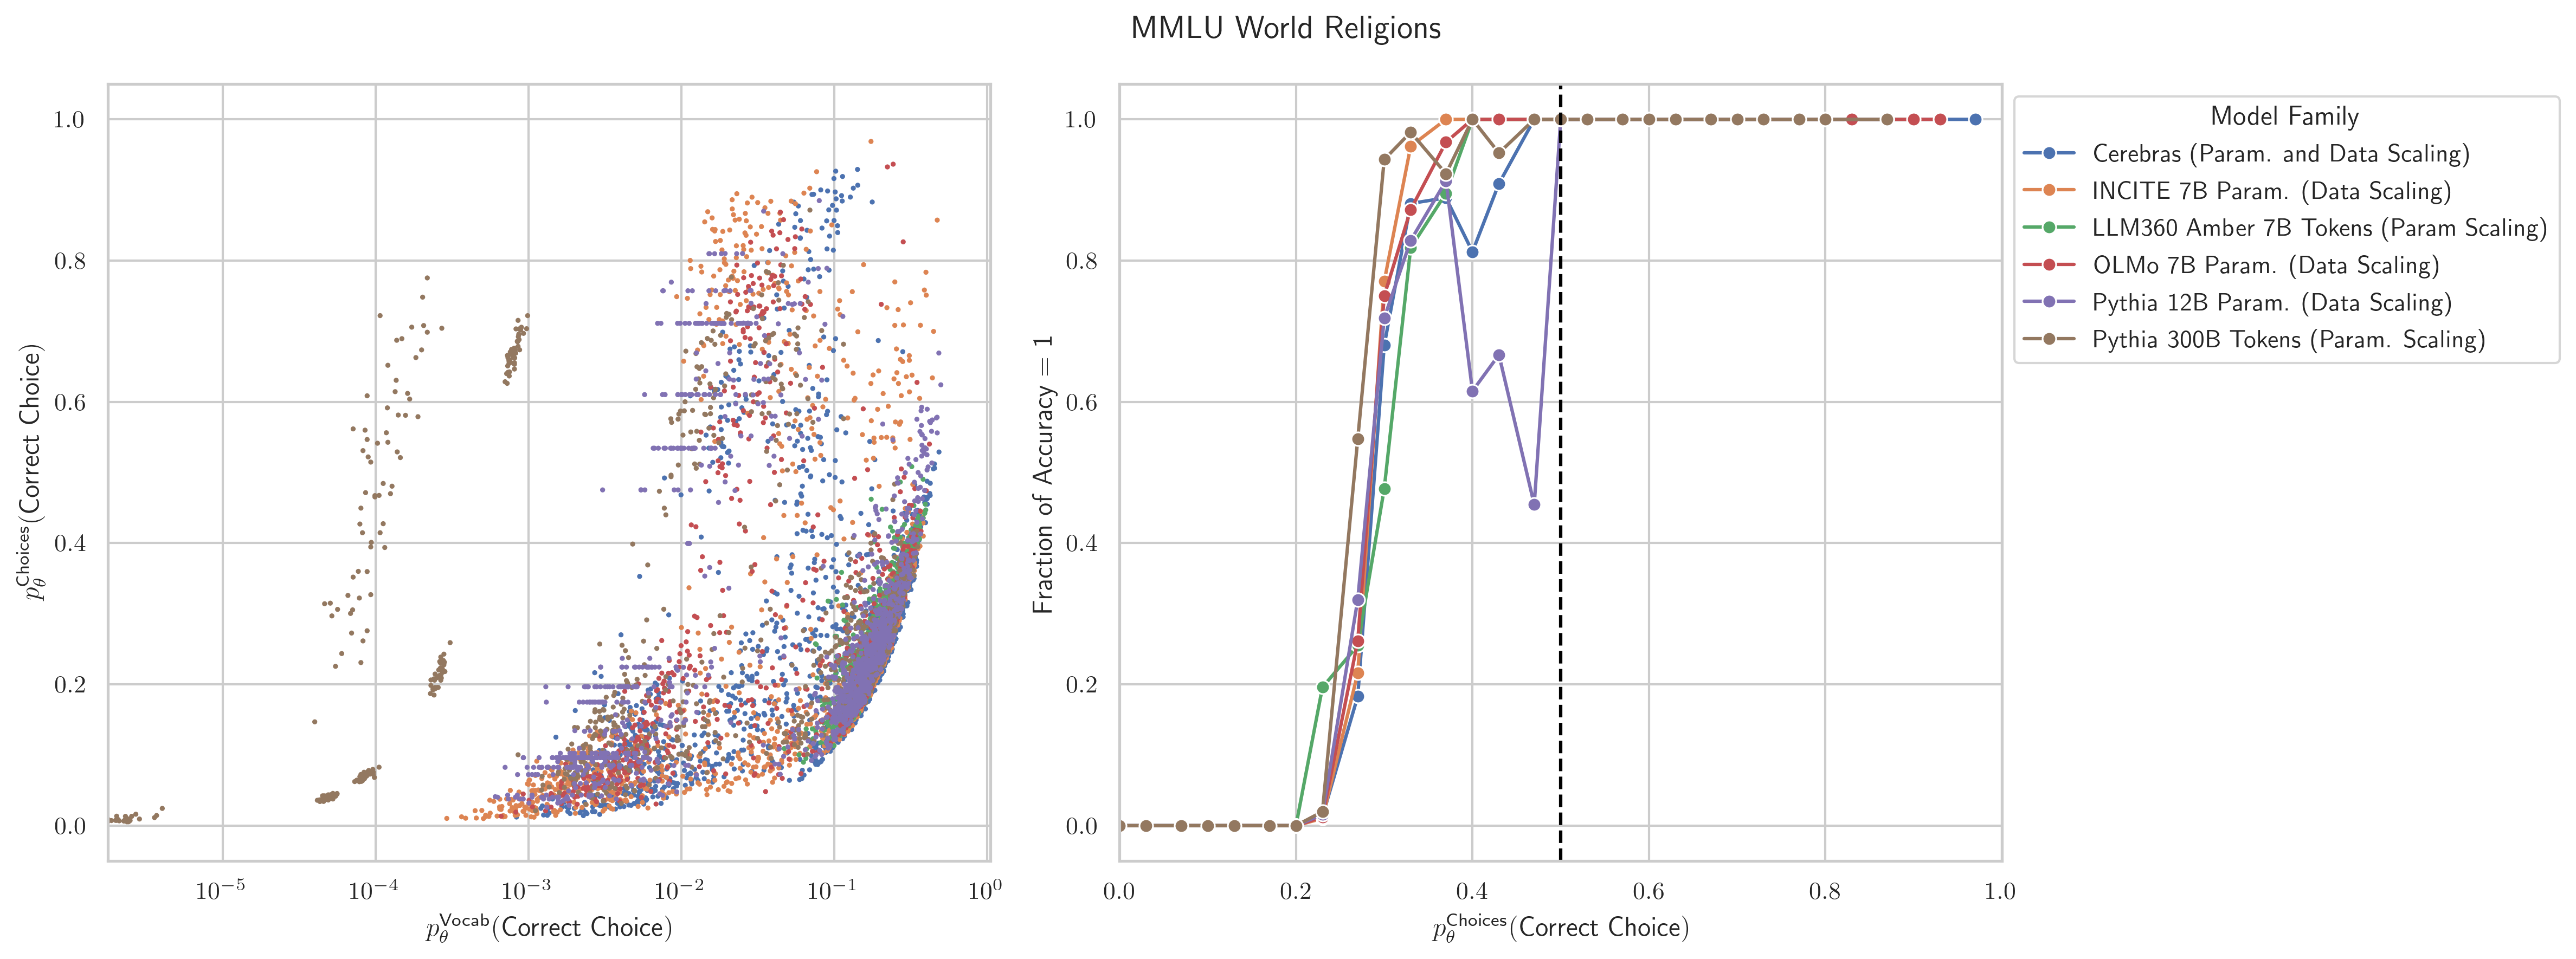 MMLU World Religions
1.0
0.8
0.6
0.4
0.2
0.0
p_θ^Choices(Correct Choice)
10^−5 10^−4 10^−3 10^−2 10^−1 10^0
p_θ^Vocab(Correct Choice)
1.0
0.8
0.6
0.4
0.2
0.0
Fraction of Accuracy = 1
0.0 0.2 0.4 0.6 0.8 1.0
p_θ^Choices(Correct Choice)
Model Family
Cerebras (Param. and Data Scaling)
INCITE 7B Param. (Data Scaling)
LLM360 Amber 7B Tokens (Param Scaling)
OLMo 7B Param. (Data Scaling)
Pythia 12B Param. (Data Scaling)
Pythia 300B Tokens (Param. Scaling)